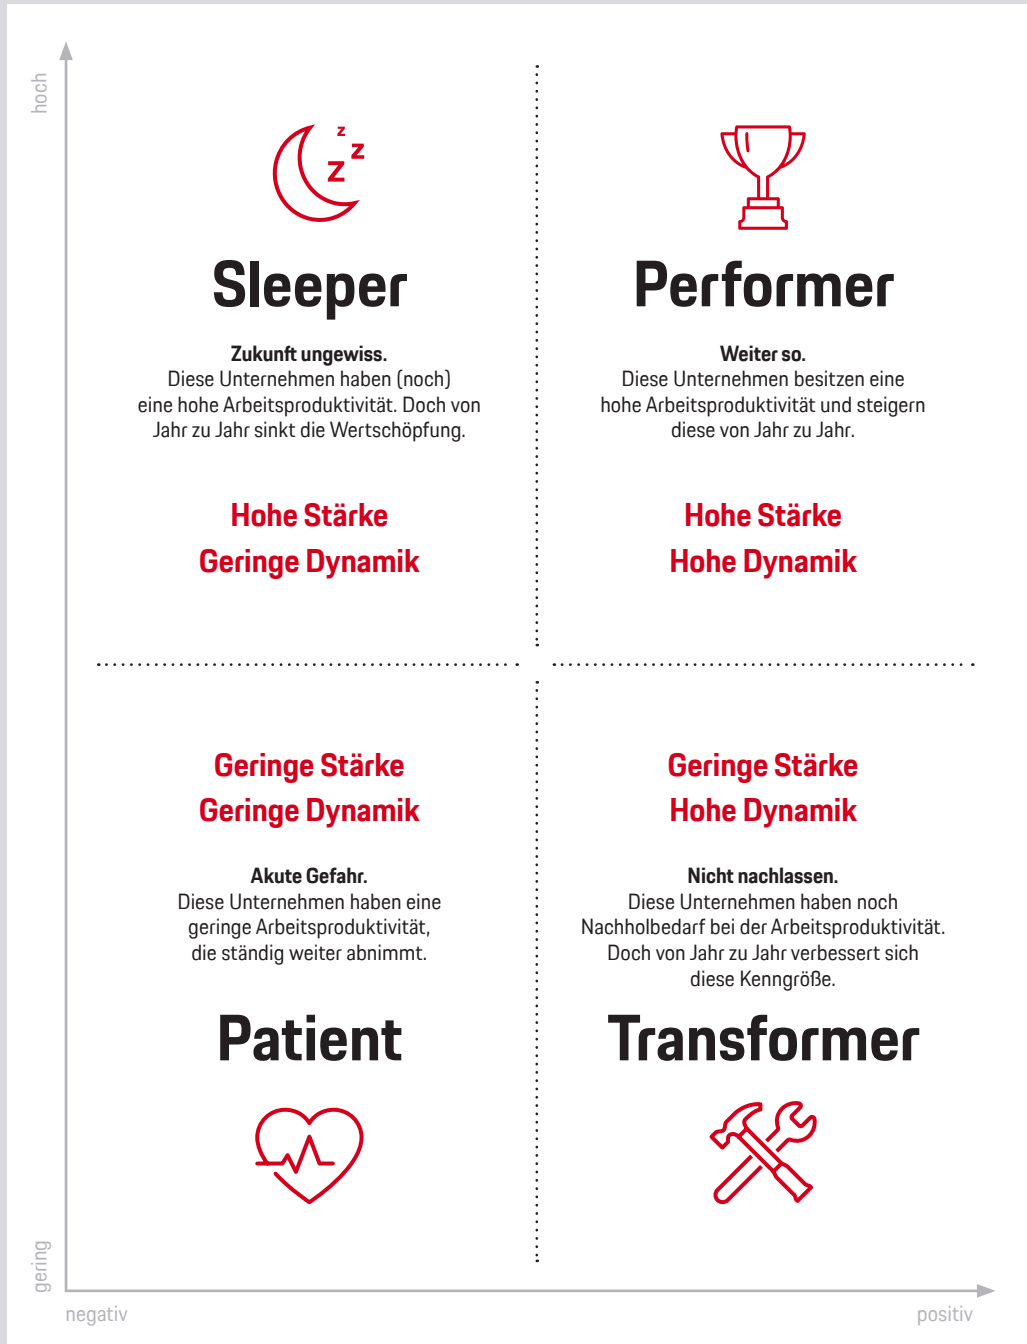 hoch
z
z
z
Sleeper
Zukunft ungewiss.
Diese Unternehmen haben (noch)
eine hohe Arbeitsproduktivität. Doch von
Jahr zu Jahr sinkt die Wertschöpfung.
Hohe Stärke
Geringe Dynamik
Performer
Weiter so.
Diese Unternehmen besitzen eine
hohe Arbeitsproduktivität und steigern
diese von Jahr zu Jahr.
Hohe Stärke
Hohe Dynamik
Geringe Stärke
Geringe Dynamik
Akute Gefahr.
Diese Unternehmen haben eine
geringe Arbeitsproduktivität,
die ständig weiter abnimmt.
Patient
Geringe Stärke
Hohe Dynamik
Nicht nachlassen.
Diese Unternehmen haben noch
Nachholbedarf bei der Arbeitsproduktivität.
Doch von Jahr zu Jahr verbessert sich
diese Kenngröße.
Transformer
gering
negativ
positiv